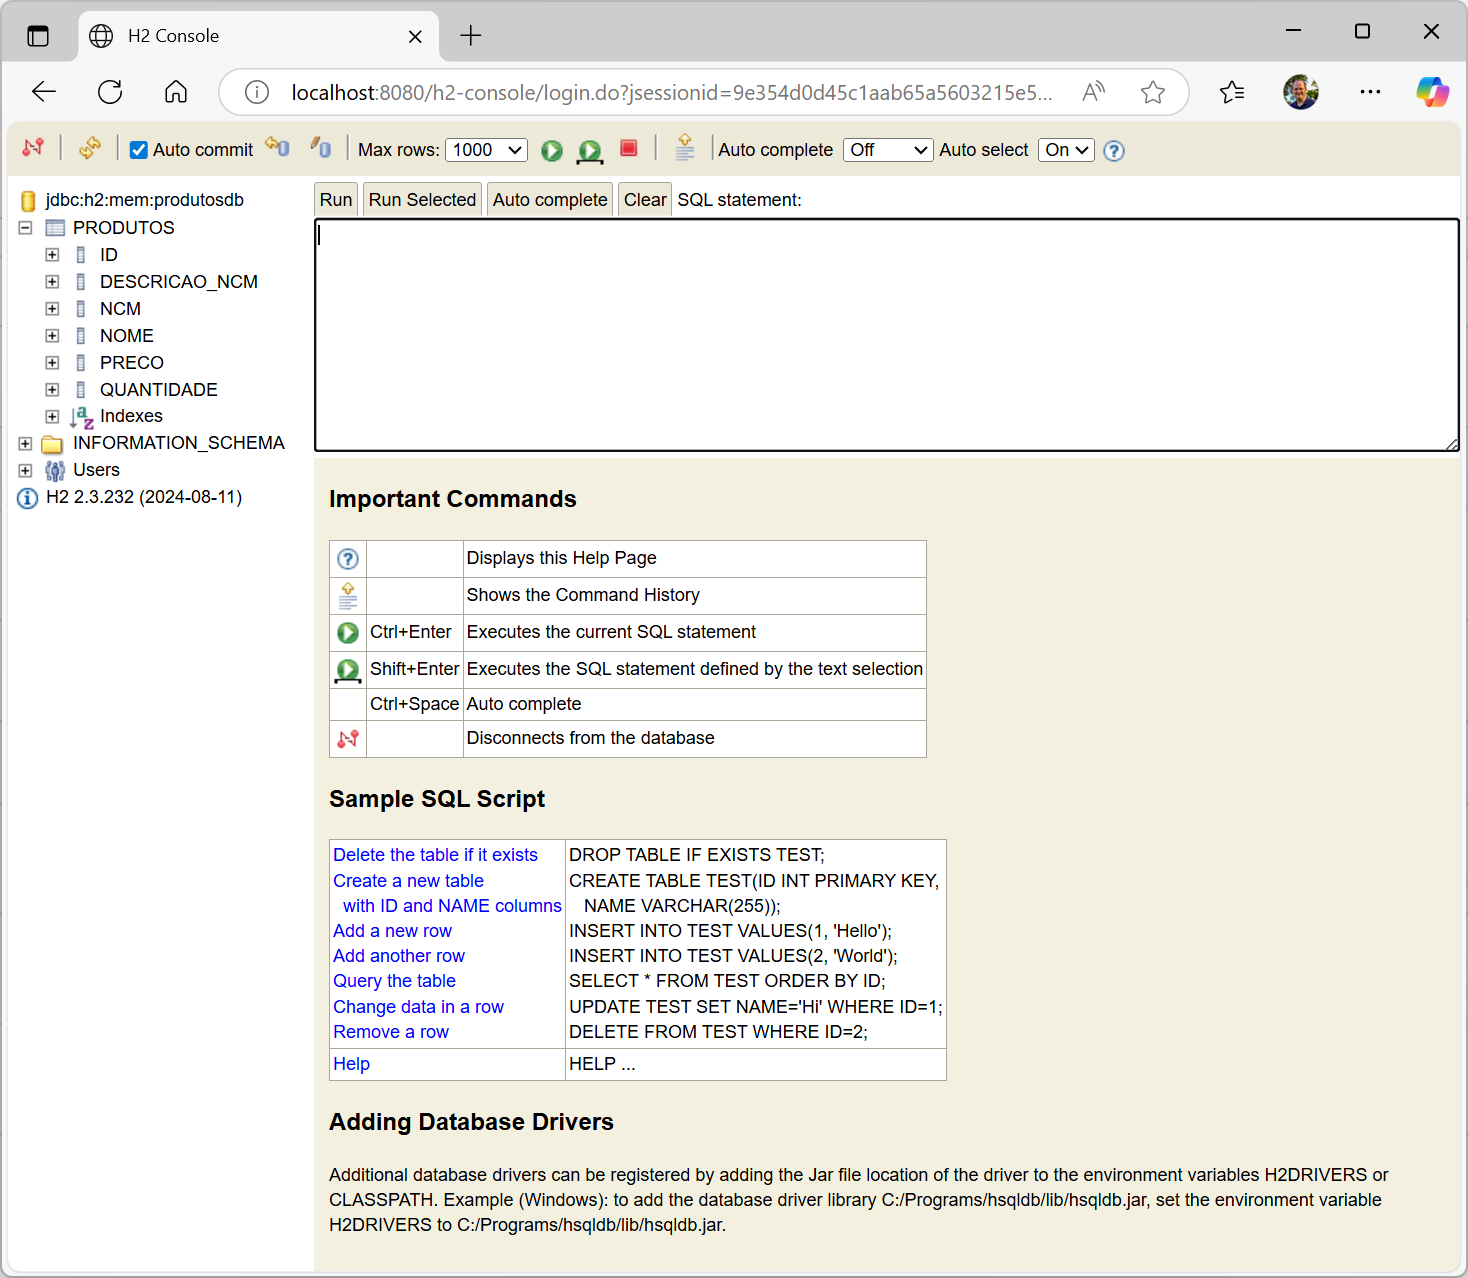 H2 Console
localhost:8080/h2-console/login.do?jsessionid=9e354d0d45c1aab65a5603215e5...
Auto commit Max rows: 1000 Auto complete Off Auto select On
jdbc:h2:mem:produtosdb
PRODUTOS
ID
DESCRICAO_NCM
NCM
NOME
PRECO
QUANTIDADE
Indexes
INFORMATION_SCHEMA
Users
H2 2.3.232 (2024-08-11)
Run Run Selected Auto complete Clear SQL statement:
Important Commands
Displays this Help Page
Shows the Command History
Ctrl+Enter Executes the current SQL statement
Shift+Enter Executes the SQL statement defined by the text selection
Ctrl+Space Auto complete
Disconnects from the database
Sample SQL Script
Delete the table if it exists DROP TABLE IF EXISTS TEST;
Create a new table CREATE TABLE TEST(ID INT PRIMARY KEY,
with ID and NAME columns NAME VARCHAR(255));
Add a new row INSERT INTO TEST VALUES(1, 'Hello');
Add another row INSERT INTO TEST VALUES(2, 'World');
Query the table SELECT * FROM TEST ORDER BY ID;
Change data in a row UPDATE TEST SET NAME='Hi' WHERE ID=1;
Remove a row DELETE FROM TEST WHERE ID=2;
Help HELP ...
Adding Database Drivers
Additional database drivers can be registered by adding the Jar file location of the driver to the environment variables H2DRIVERS or
CLASSPATH. Example (Windows): to add the database driver library C:/Programs/hsqldb/lib/hsqldb.jar, set the environment variable
H2DRIVERS to C:/Programs/hsqldb/lib/hsqldb.jar.